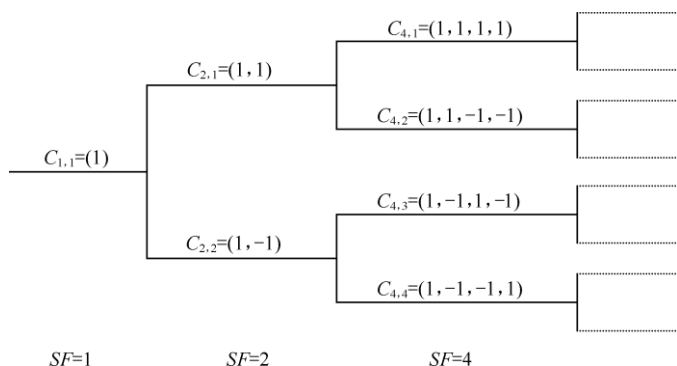 C4,1=(1,1,1,1)
C2,1=(1,1)
C4,2=(1,1,-1,-1)
C1,1=(1)
C4,3=(1,-1,1,-1)
C2,2=(1,-1)
C4,4=(1,-1,-1,1)
SF=1 SF=2 SF=4